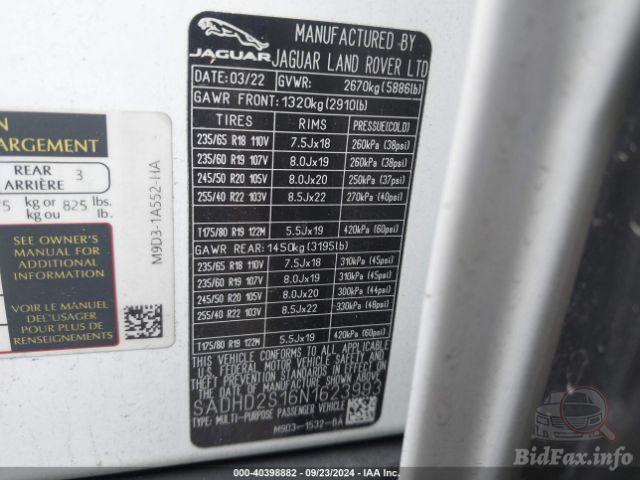 JAGUAR
MANUFACTURED BY
JAGUAR LAND ROVER LTD
DATE: 03/22 GVWR: 2670kg (5886lb)
GAWR FRONT: 1320kg (2910lb)
TIRES RIMS PRESSUE(COLD)
235/65 R18 110V 7.5Jx18 260kPa (38psi)
235/60 R19 107V 8.0Jx19 260kPa (38psi)
245/50 R20 105V 8.0Jx20 250kPa (37psi)
255/40 R22 103V 8.5Jx22 270kPa (40psi)
T175/80 R19 122M 5.5Jx19 420kPa (60psi)
GAWR REAR: 1450kg (3195lb)
235/65 R18 110V 7.5Jx18 310kPa (45psi)
235/60 R19 107V 8.0Jx19 310kPa (45psi)
245/50 R20 105V 8.0Jx20 300kPa (44psi)
255/40 R22 103V 8.5Jx22 330kPa (48psi)
T175/80 R19 122M 5.5Jx19 420kPa (60psi)
THIS VEHICLE CONFORMS TO ALL APPLICABLE
FEDERAL MOTOR VEHICLE SAFETY AND
THEFT PREVENTION STANDARDS IN EFFECT ON
THE DATE OF MANUFACTURE SHOWN ABOVE
TYPE: MULTI-PURPOSE PASSENGER VEHICLE
M9D3-1532-BA
N
ARGEMENT
REAR 3
ARRIÈRE
5 kg or 825 lbs.
kg ou lb.
SEE OWNER'S
MANUAL FOR
ADDITIONAL
INFORMATION
VOIR LE MANUEL
DE L'USAGER
POUR PLUS DE
RENSEIGNEMENTS
M9D3-1A552-HA
000-40398882 - 09/23/2024 - IAA Inc.
BidFax.info